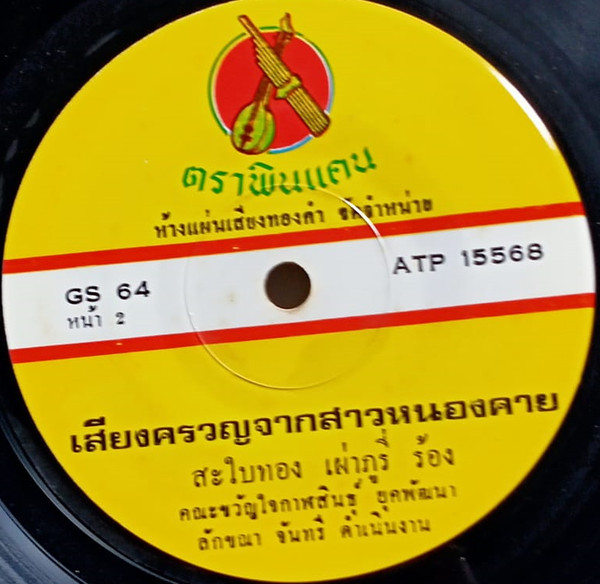 ตราพิณแคน
ห้างแผ่นเสียงทองคำ จัดจำหน่าย
GS 64
ATP 15568
หน้า 2
เสียงครวญจากสาวหนองคาย
สะใบทอง เผ่าภูรี่ ร้อง
คณะขวัญใจกาฬสินธุ์ ยุคพัฒนา
ลักขณา จันทรี ดำเนินงาน